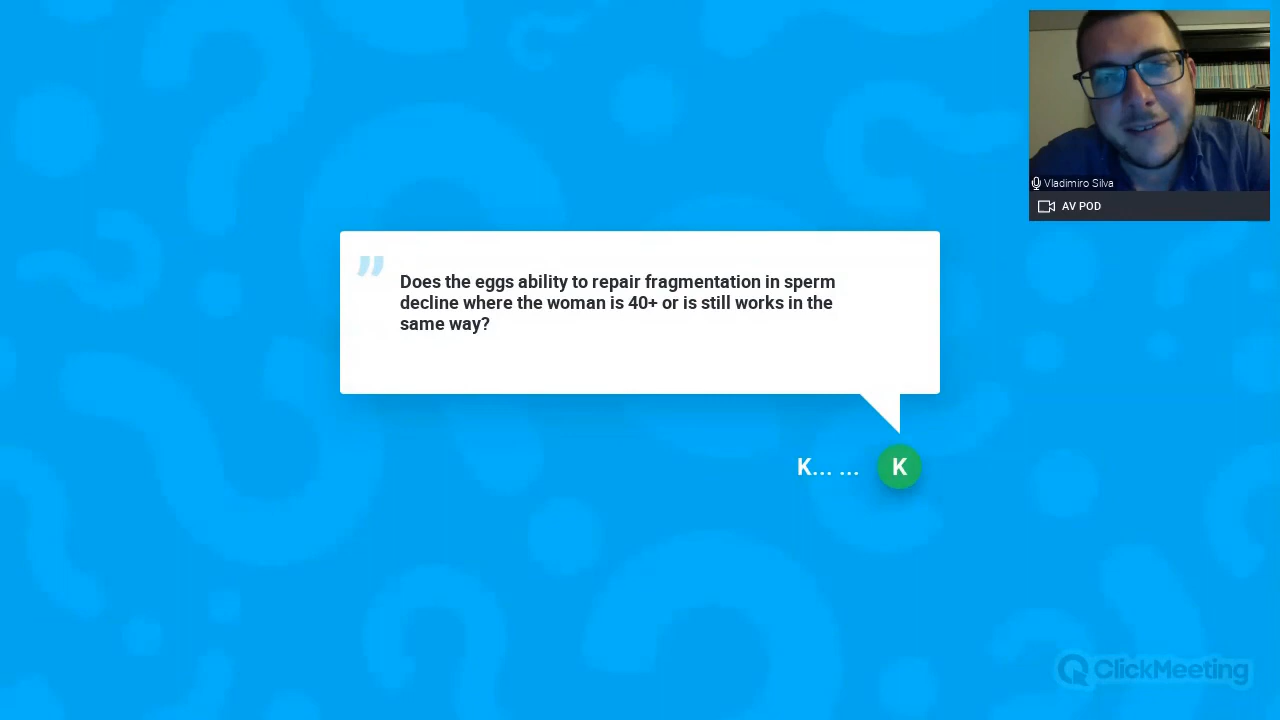 Vladimiro Silva
AV POD
”
Does the eggs ability to repair fragmentation in sperm
decline where the woman is 40+ or is still works in the
same way?
K... ...
K
ClickMeeting